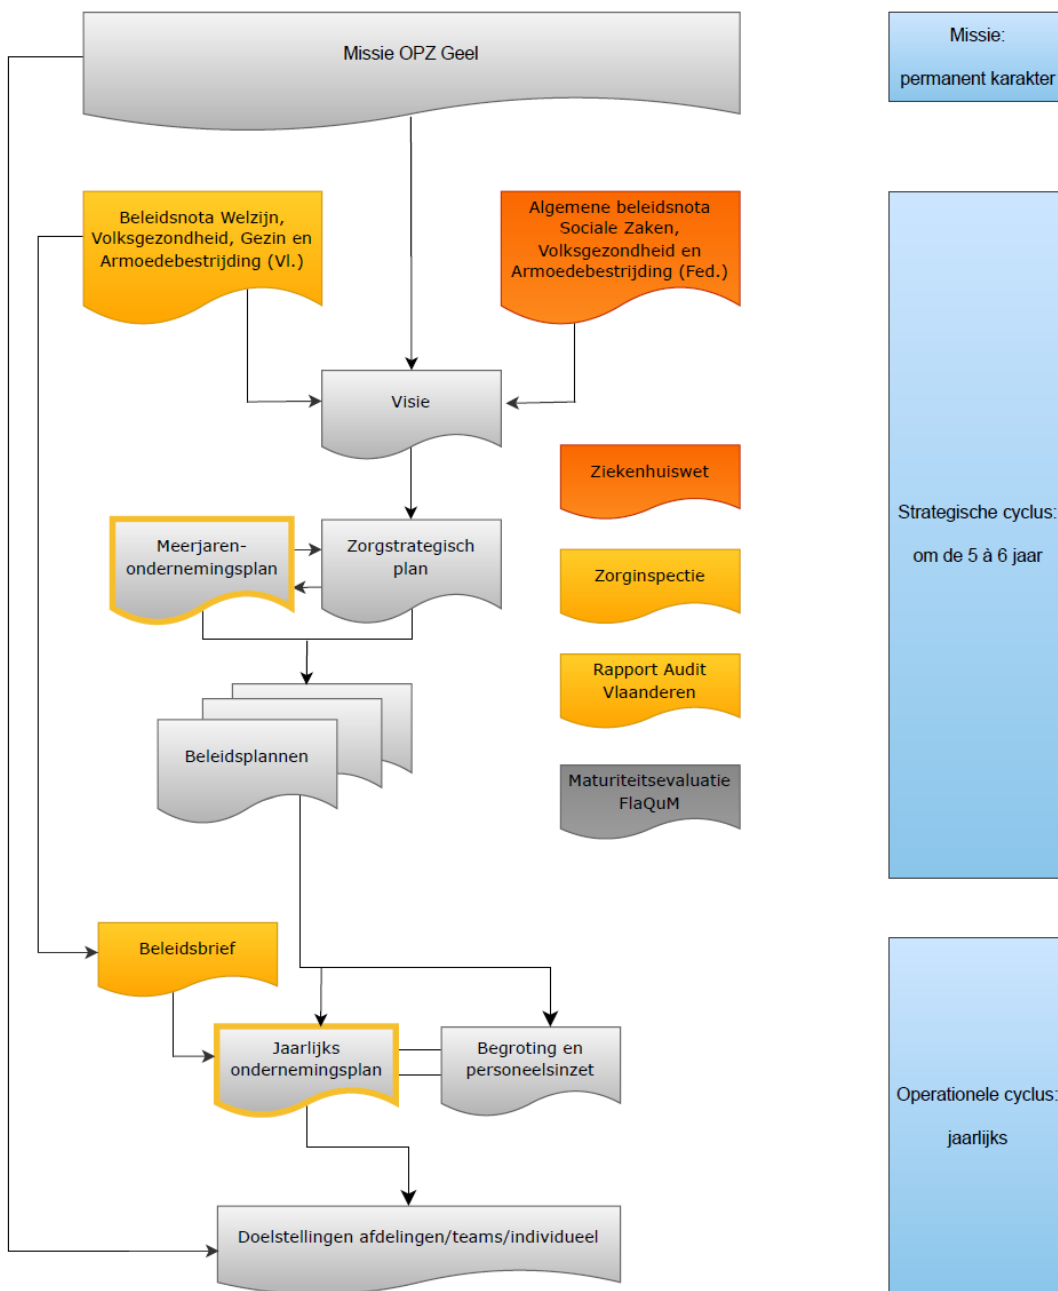 Missie OPZ Geel
Missie:
permanent karakter
Beleidsnota Welzijn,
Volksgezondheid, Gezin en
Armoedebestrijding (Vl.)
Algemene beleidsnota
Sociale Zaken,
Volksgezondheid en
Armoedebestrijding (Fed.)
Visie
Ziekenhuiswet
Meerjaren-
ondernemingsplan
Zorgstrategisch
plan
Strategische cyclus:
om de 5 à 6 jaar
Zorginspectie
Rapport Audit
Vlaanderen
Beleidsplannen
Maturiteitsevaluatie
FlaQuM
Beleidsbrief
Jaarlijks
ondernemingsplan
Begroting en
personeelsinzet
Operationele cyclus:
jaarlijks
Doelstellingen afdelingen/teams/individueel